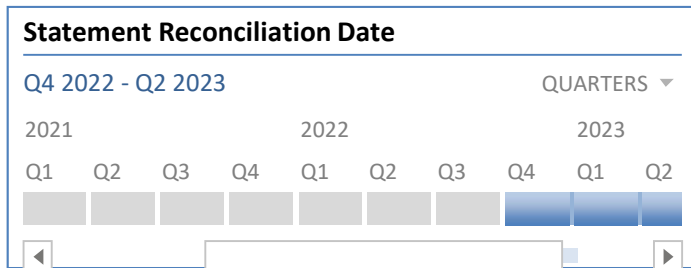 Statement Reconciliation Date
Q4 2022 - Q2 2023 QUARTERS
2021 2022 2023
Q1 Q2 Q3 Q4 Q1 Q2 Q3 Q4 Q1 Q2